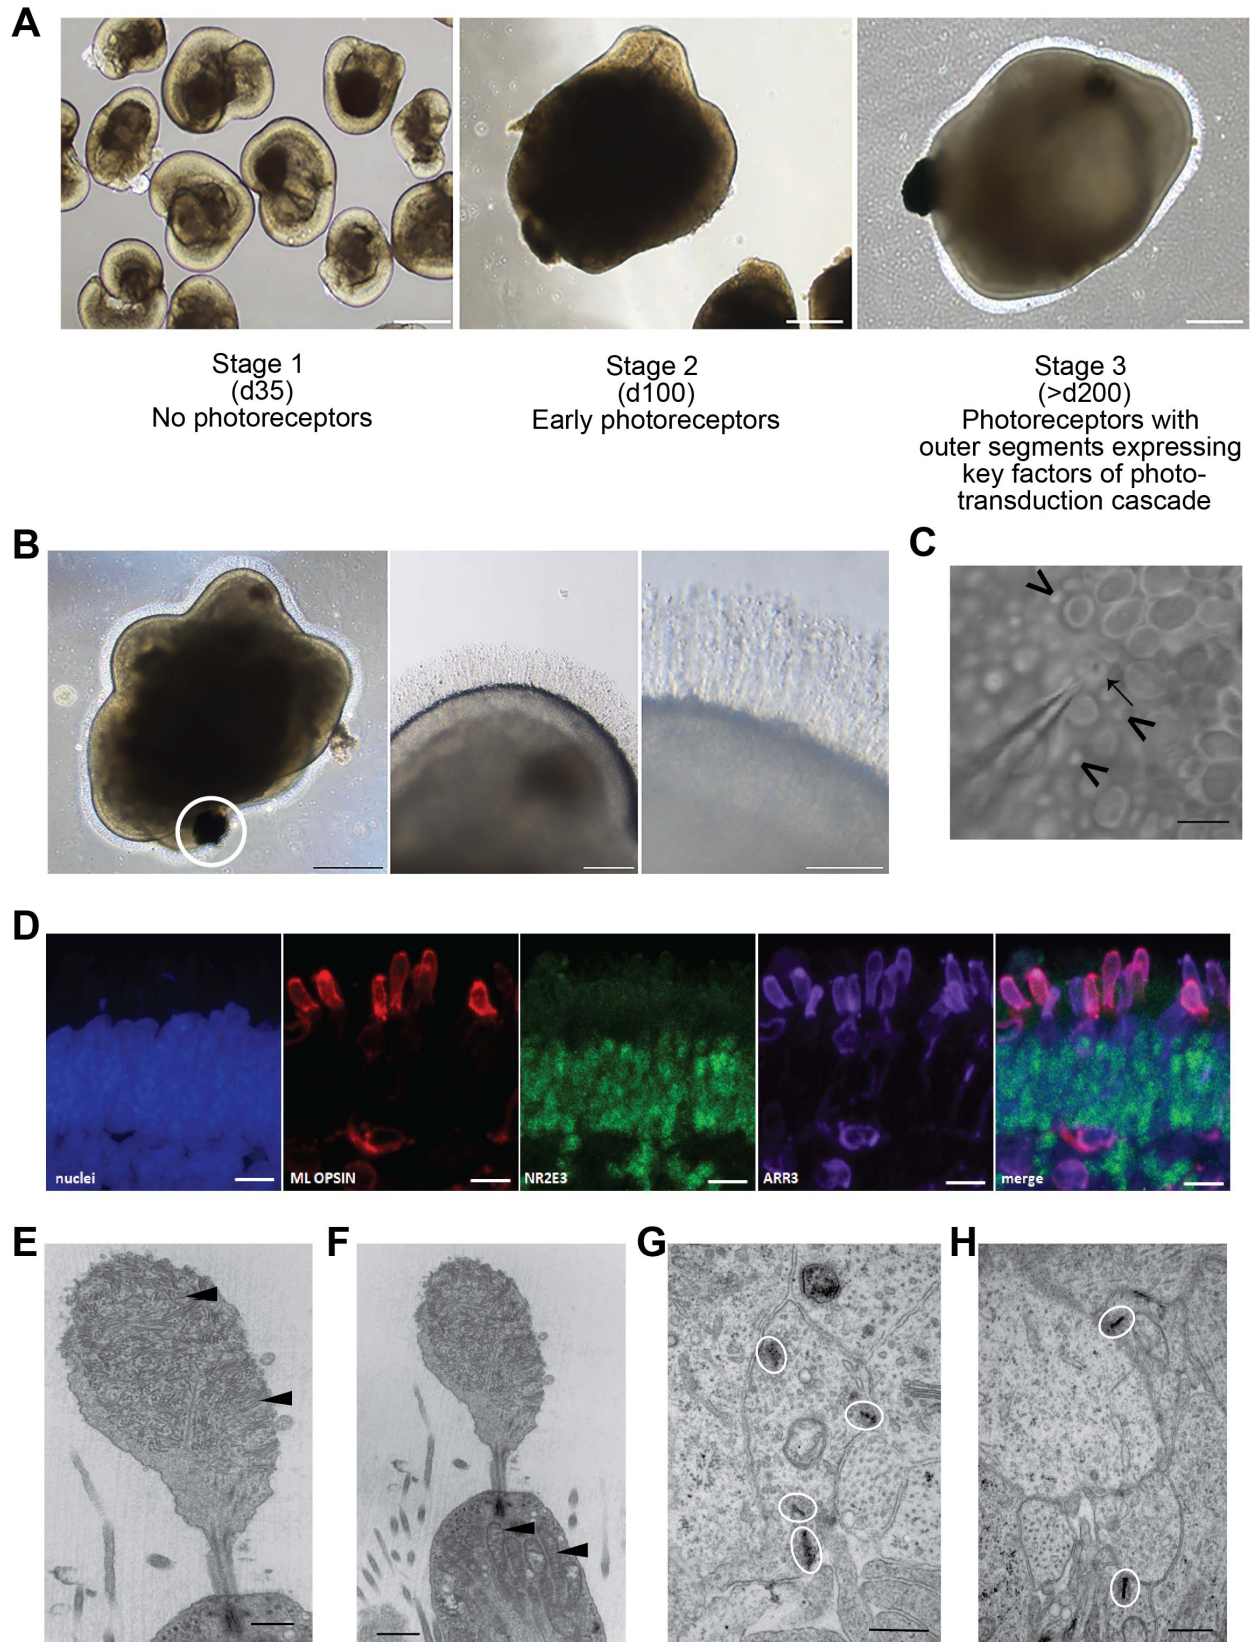 A
Stage 1
(d35)
No photoreceptors
Stage 2
(d100)
Early photoreceptors
Stage 3
(>d200)
Photoreceptors with
outer segments expressing
key factors of photo-
transduction cascade
B
C
D
nuclei
ML OPSIN
NR2E3
ARR3
merge
E
F
G
H